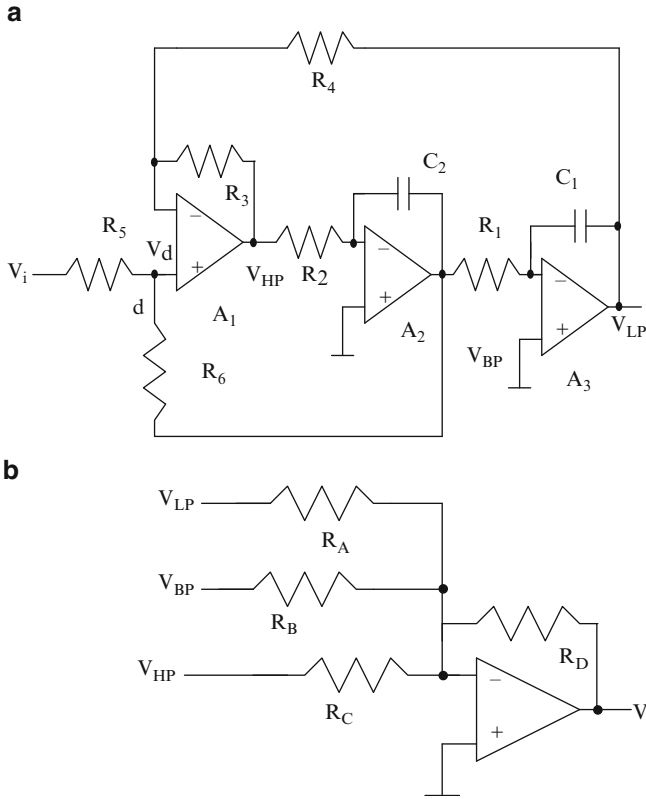 a
R4
R3
C2
C1
R5
R1
Vi
Vd
−
+
VHP
R2
−
+
−
+
VLP
d
A1
A2
VBP
A3
R6
b
VLP
RA
VBP
RB
VHP
RC
RD
−
+
V